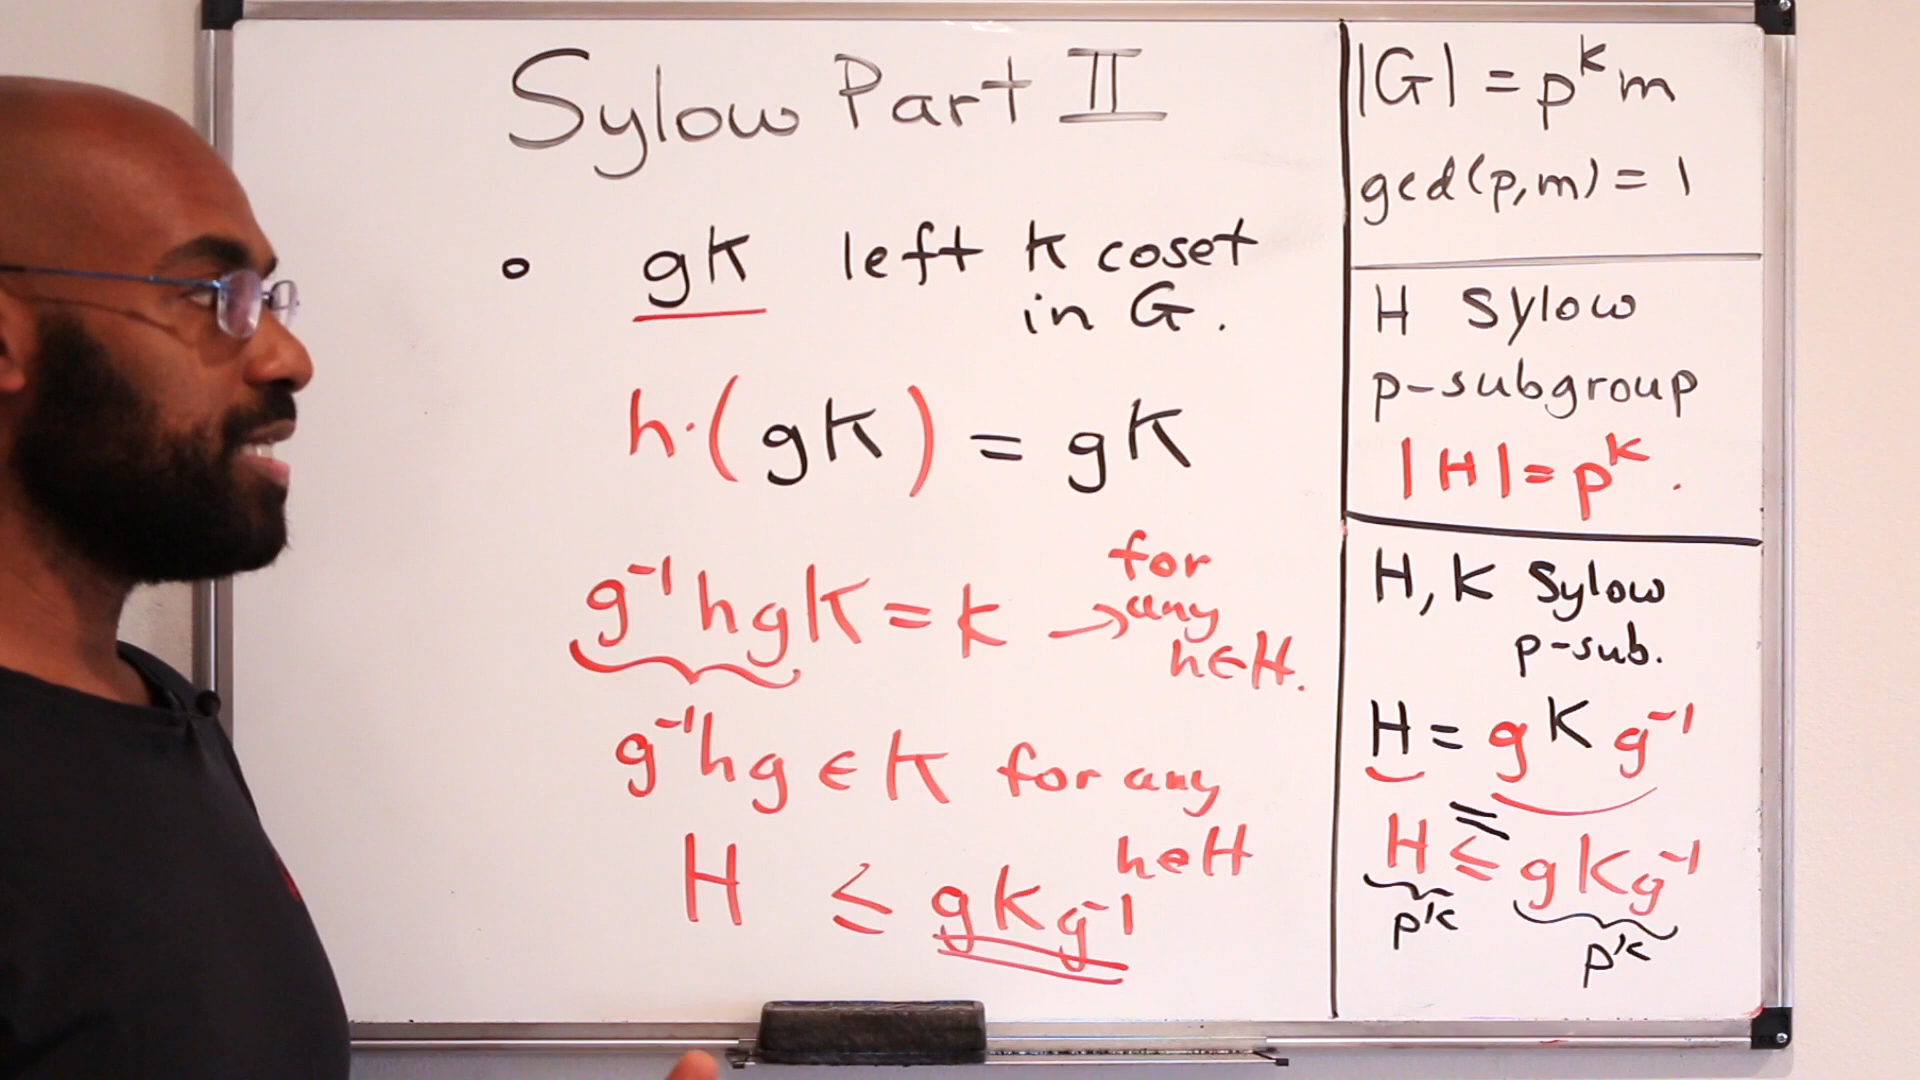 Sylow Part II
gK left K coset
in G.
h·(gK) = gK
g⁻¹hgK = K → for
any
h∈H.
g⁻¹hg ∈ K for any
h∈H
H ≤ gKg⁻¹
|G| = pᵏm
gcd(p,m) = 1
H Sylow
p-subgroup
|H| = pᵏ.
H, K Sylow
p-sub.
H = gKg⁻¹
=
H ≤ gKg⁻¹
pᵏ
pᵏ